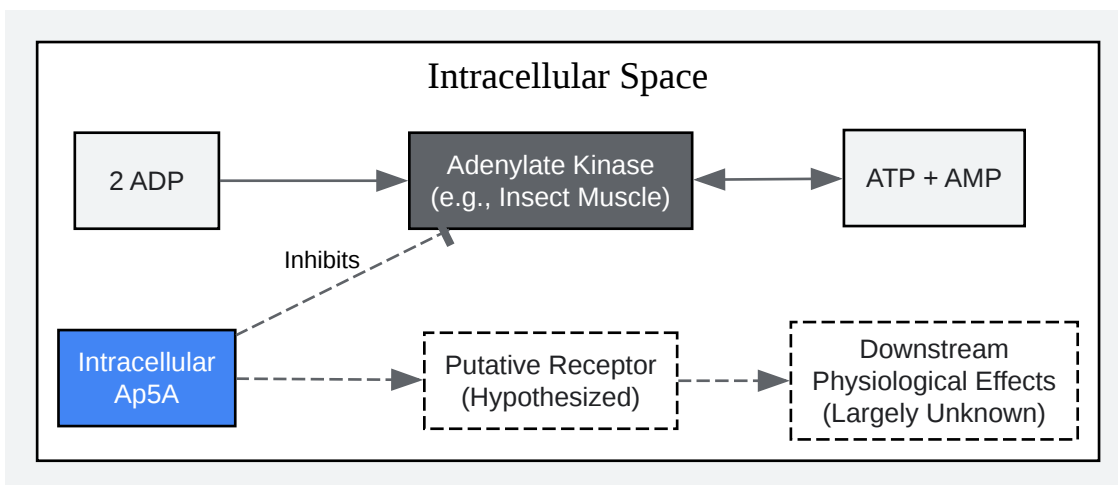 Intracellular Space
2 ADP
Adenylate Kinase
(e.g., Insect Muscle)
ATP + AMP
Inhibits
Intracellular
Ap5A
Putative Receptor
(Hypothesized)
Downstream
Physiological Effects
(Largely Unknown)